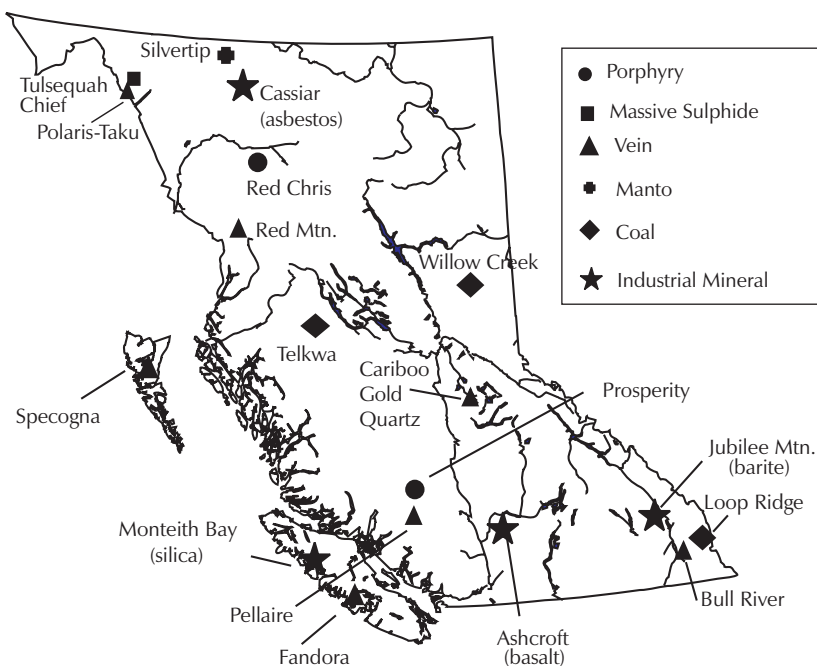 Silvertip
Tulsequah
Chief
Polaris-Taku
Cassiar
(asbestos)
Red Chris
Red Mtn.
Willow Creek
Telkwa
Specogna
Cariboo
Gold
Quartz
Prosperity
Jubilee Mtn.
(barite)
Loop Ridge
Monteith Bay
(silica)
Pellaire
Fandora
Ashcroft
(basalt)
Bull River
Porphyry
Massive Sulphide
Vein
Manto
Coal
Industrial Mineral